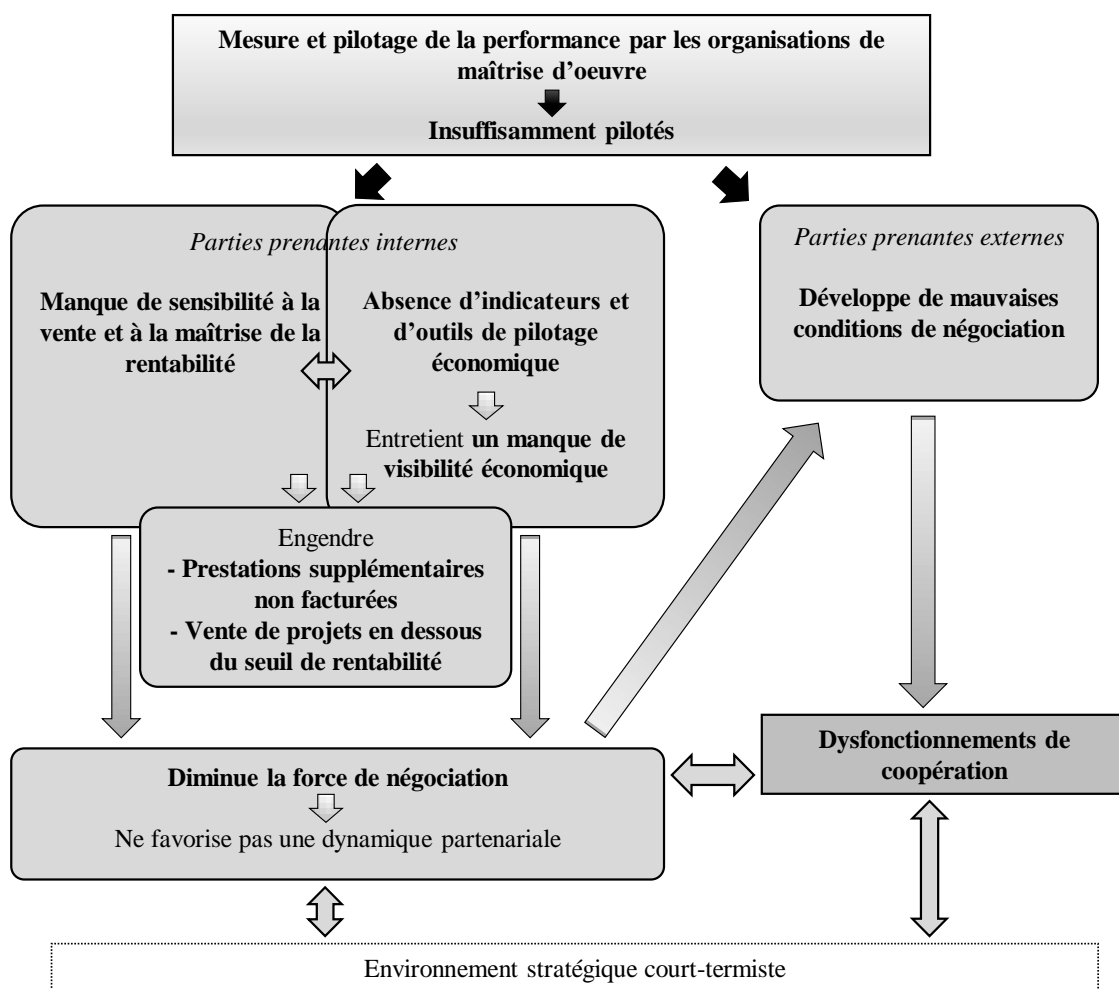 Mesure et pilotage de la performance par les organisations de
maîtrise d'oeuvre
Insuffisamment pilotés
Parties prenantes internes
Manque de sensibilité à la
vente et à la maîtrise de la
rentabilité
Absence d'indicateurs et
d'outils de pilotage
économique
Entretient un manque de
visibilité économique
Parties prenantes externes
Développe de mauvaises
conditions de négociation
Engendre
- Prestations supplémentaires
non facturées
- Vente de projets en dessous
du seuil de rentabilité
Diminue la force de négociation
Ne favorise pas une dynamique partenariale
Dysfonctionnements de
coopération
Environnement stratégique court-termiste